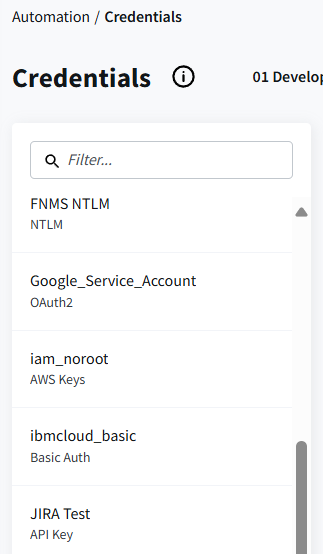 Automation / Credentials
Credentials 01 Develop
Filter...
FNMS NTLM
NTLM
Google_Service_Account
OAuth2
iam_noroot
AWS Keys
ibmcloud_basic
Basic Auth
JIRA Test
API Key